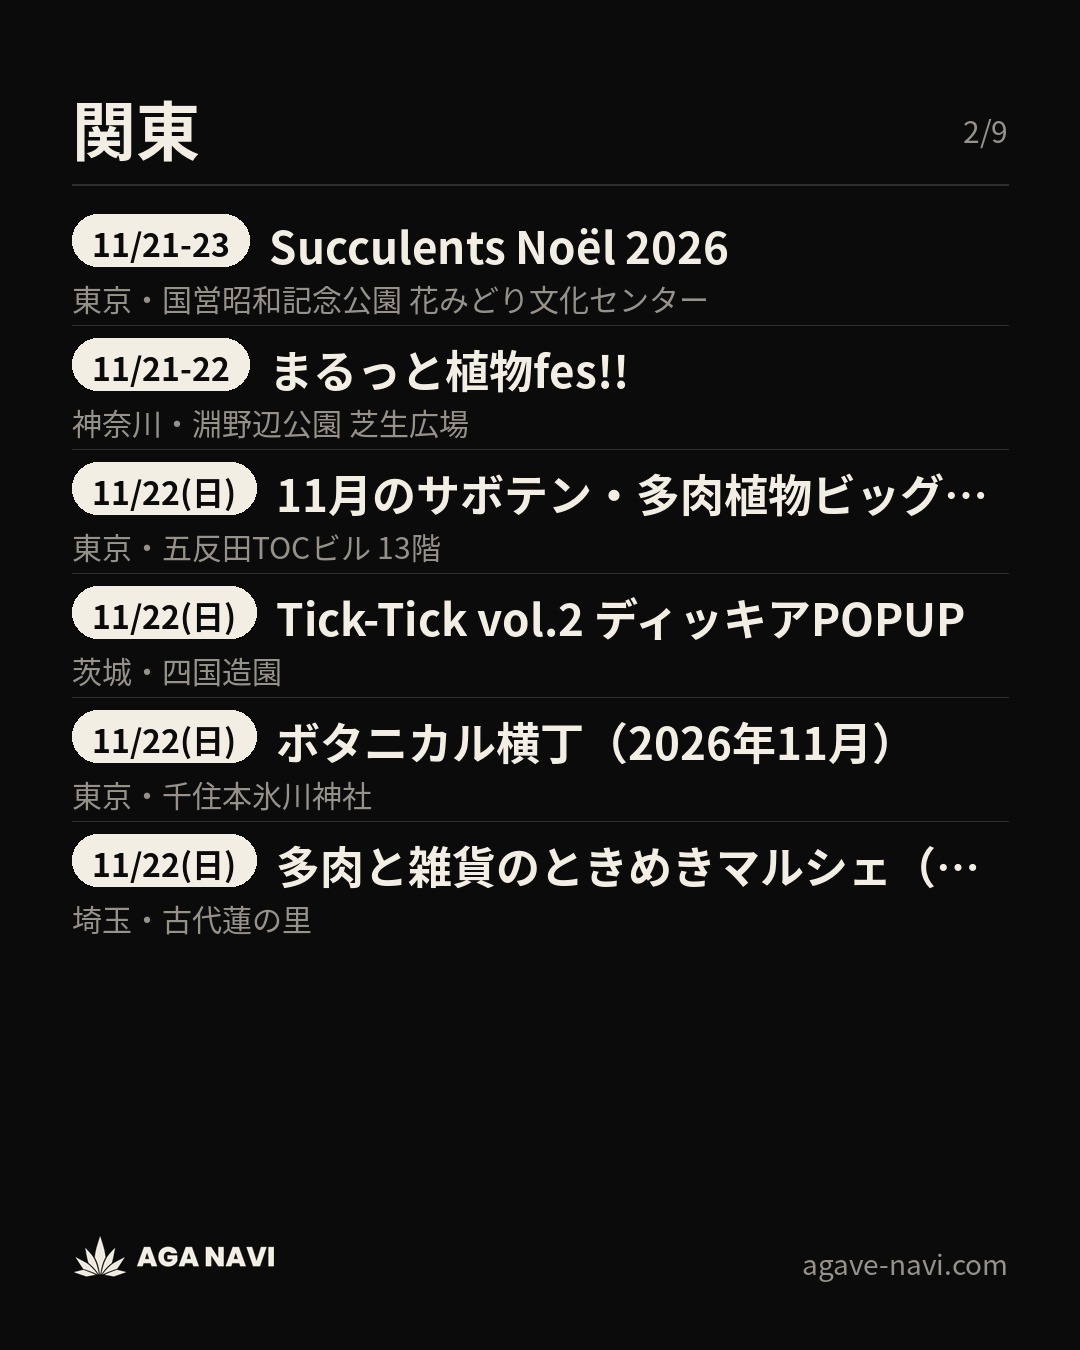 関東
2/9
11/21-23 Succulents Noël 2026
東京・国営昭和記念公園 花みどり文化センター
11/21-22 まるっと植物fes!!
神奈川・淵野辺公園 芝生広場
11/22(日) 11月のサボテン・多肉植物ビッグ…
東京・五反田TOCビル 13階
11/22(日) Tick-Tick vol.2 ディッキアPOPUP
茨城・四国造園
11/22(日) ボタニカル横丁（2026年11月）
東京・千住本氷川神社
11/22(日) 多肉と雑貨のときめきマルシェ（…
埼玉・古代蓮の里
AGA NAVI
agave-navi.com